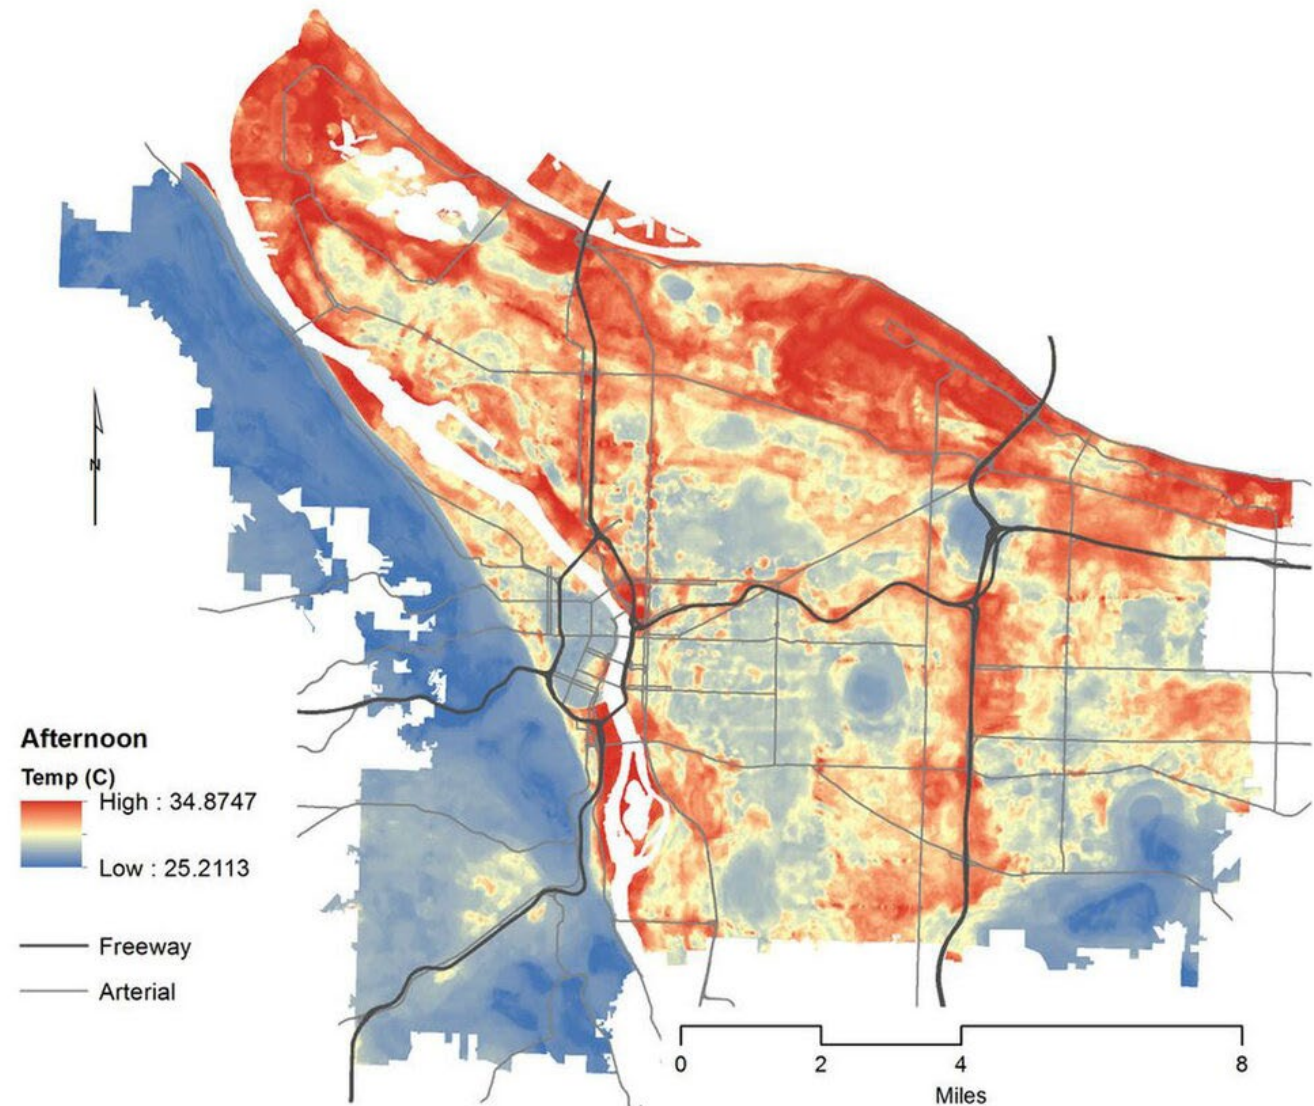 N
Afternoon
Temp (C)
High : 34.8747
Low : 25.2113
Freeway
Arterial
0 2 4 8
Miles